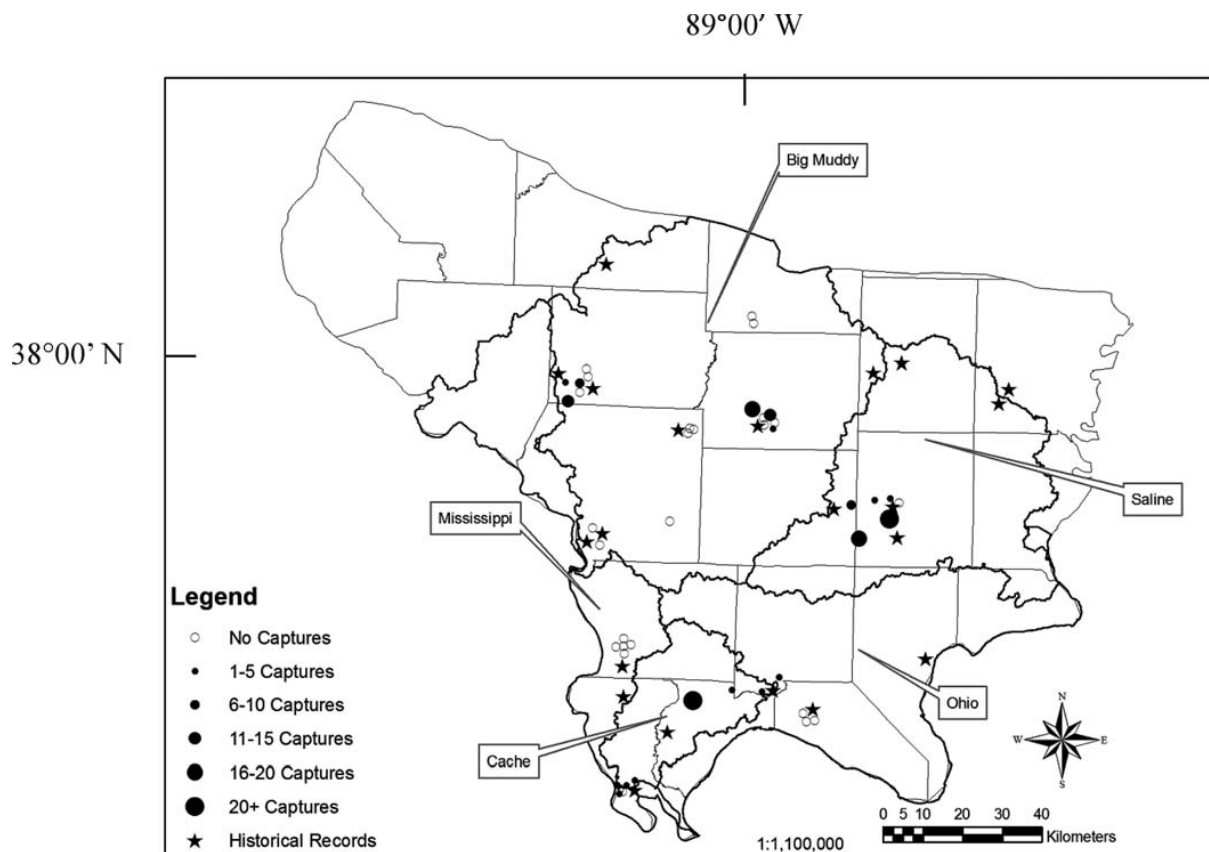 89°00' W
Big Muddy
38°00' N
Saline
Mississippi
Legend
No Captures
1-5 Captures
6-10 Captures
11-15 Captures
16-20 Captures
20+ Captures
Historical Records
Ohio
Cache
N
W E
S
0 5 10 20 30 40
Kilometers
1:1,100,000